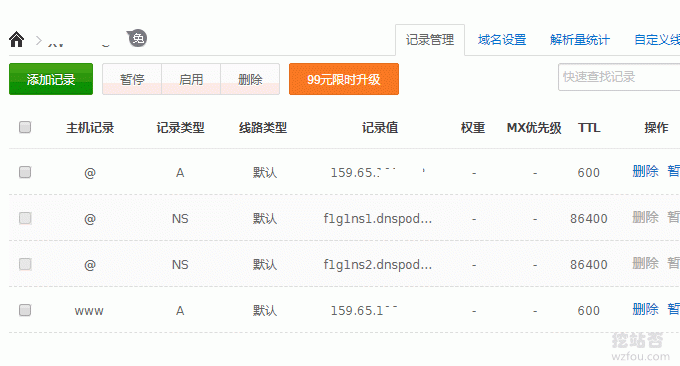 免
记录管理 域名设置 解析量统计 自定义线
添加记录 暂停 启用 删除 99元限时升级 快速查找记录
主机记录 记录类型 线路类型 记录值 权重 MX优先级 TTL 操作
@ A 默认 159.65. - - 600 删除 暂
@ NS 默认 f1g1ns1.dnspod... - - 86400 删除 暂
@ NS 默认 f1g1ns2.dnspod... - - 86400 删除 暂
www A 默认 159.65.1 - - 600 删除 暂
挖站否
wzfou.com